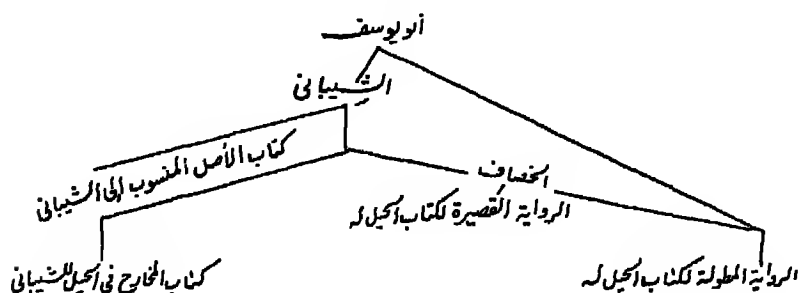 أبو يوسف
الشيباني
كتاب الأصل المنسوب إلى الشيباني
الخصاف
الرواية القصيرة لكتاب الحيل له
كتاب المخارج في الحيل للشيباني
الرواية المطولة لكتاب الحيل له